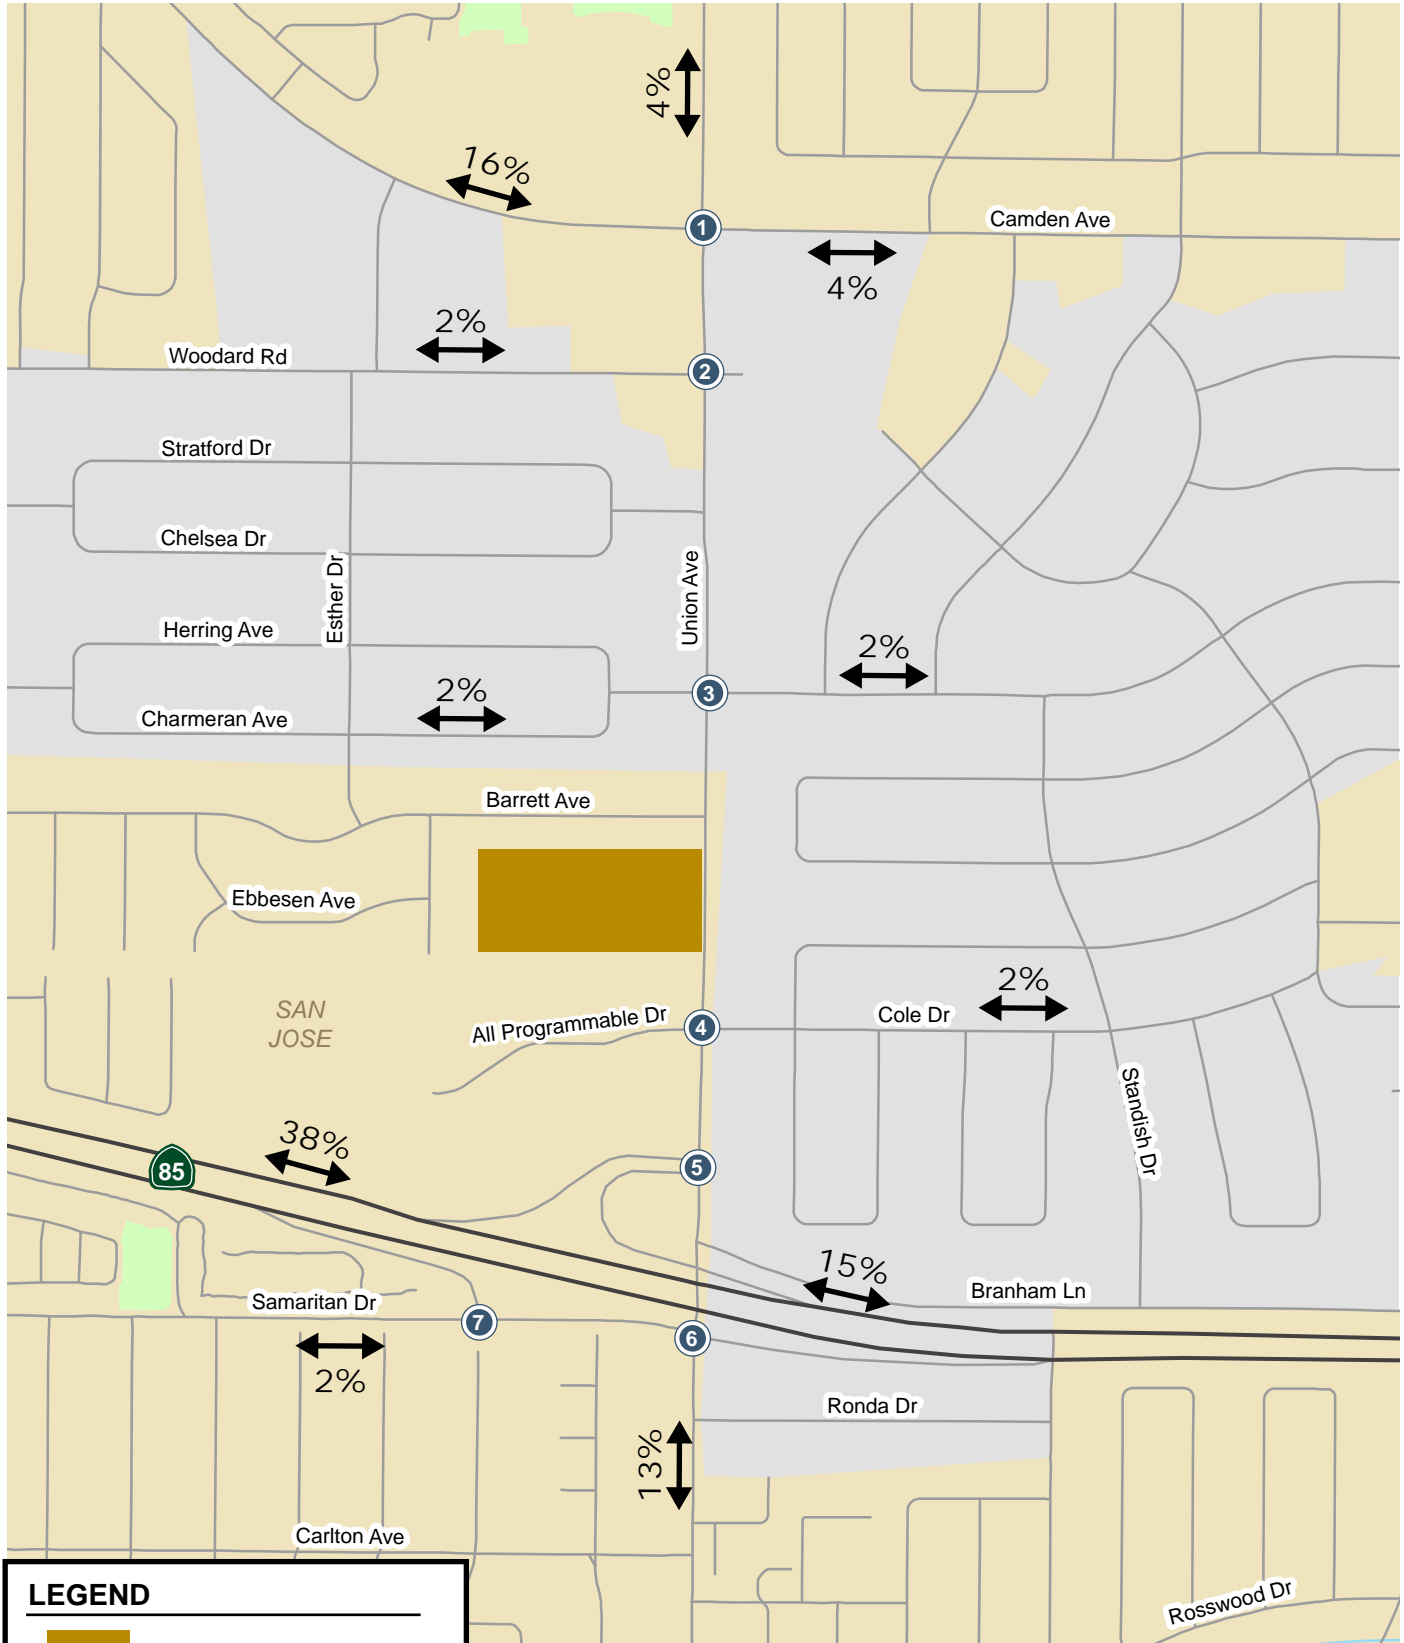 4%
16%
1
Camden Ave
4%
2%
Woodard Rd
2
Stratford Dr
Chelsea Dr
Esther Dr
Union Ave
Herring Ave
2%
3
2%
Charmeran Ave
Barrett Ave
Ebbesen Ave
SAN
JOSE
2%
Cole Dr
All Programmable Dr
4
Standish Dr
38%
85
5
15%
Branham Ln
Samaritan Dr
7
6
2%
Ronda Dr
13%
Carlton Ave
LEGEND
Rosswood Dr